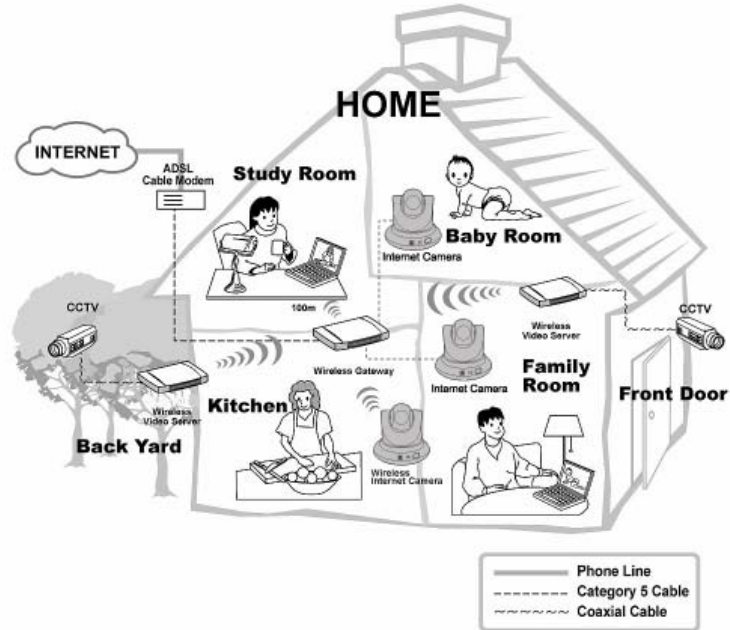 HOME
INTERNET
ADSL
Cable Modem
Study Room
Baby Room
Internet Camera
100m
CCTV
CCTV
Wireless
Video Server
Wireless Gateway
Internet Camera
Family
Room
Front Door
Kitchen
Wireless
Video Server
Back Yard
Wireless
Internet Camera
Phone Line
Category 5 Cable
Coaxial Cable